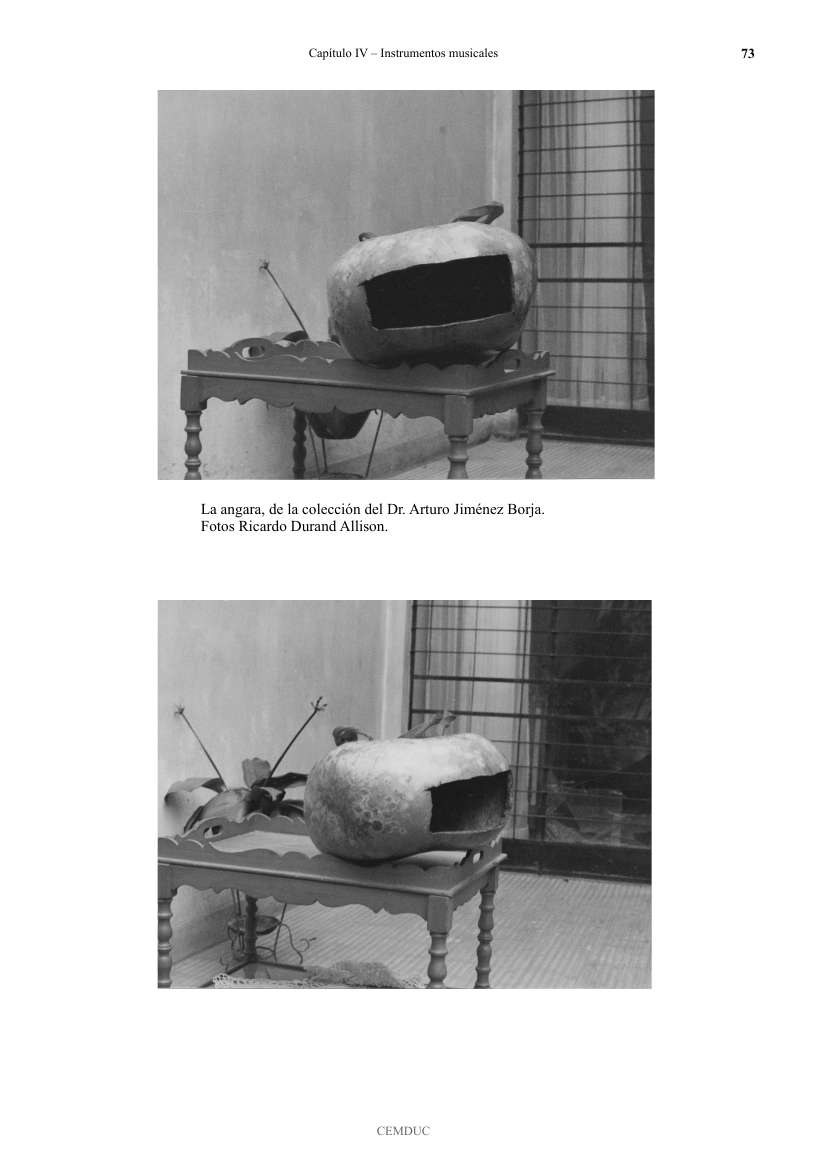 Capítulo IV – Instrumentos musicales
73
La angara, de la colección del Dr. Arturo Jiménez Borja.
Fotos Ricardo Durand Allison.
CEMDUC